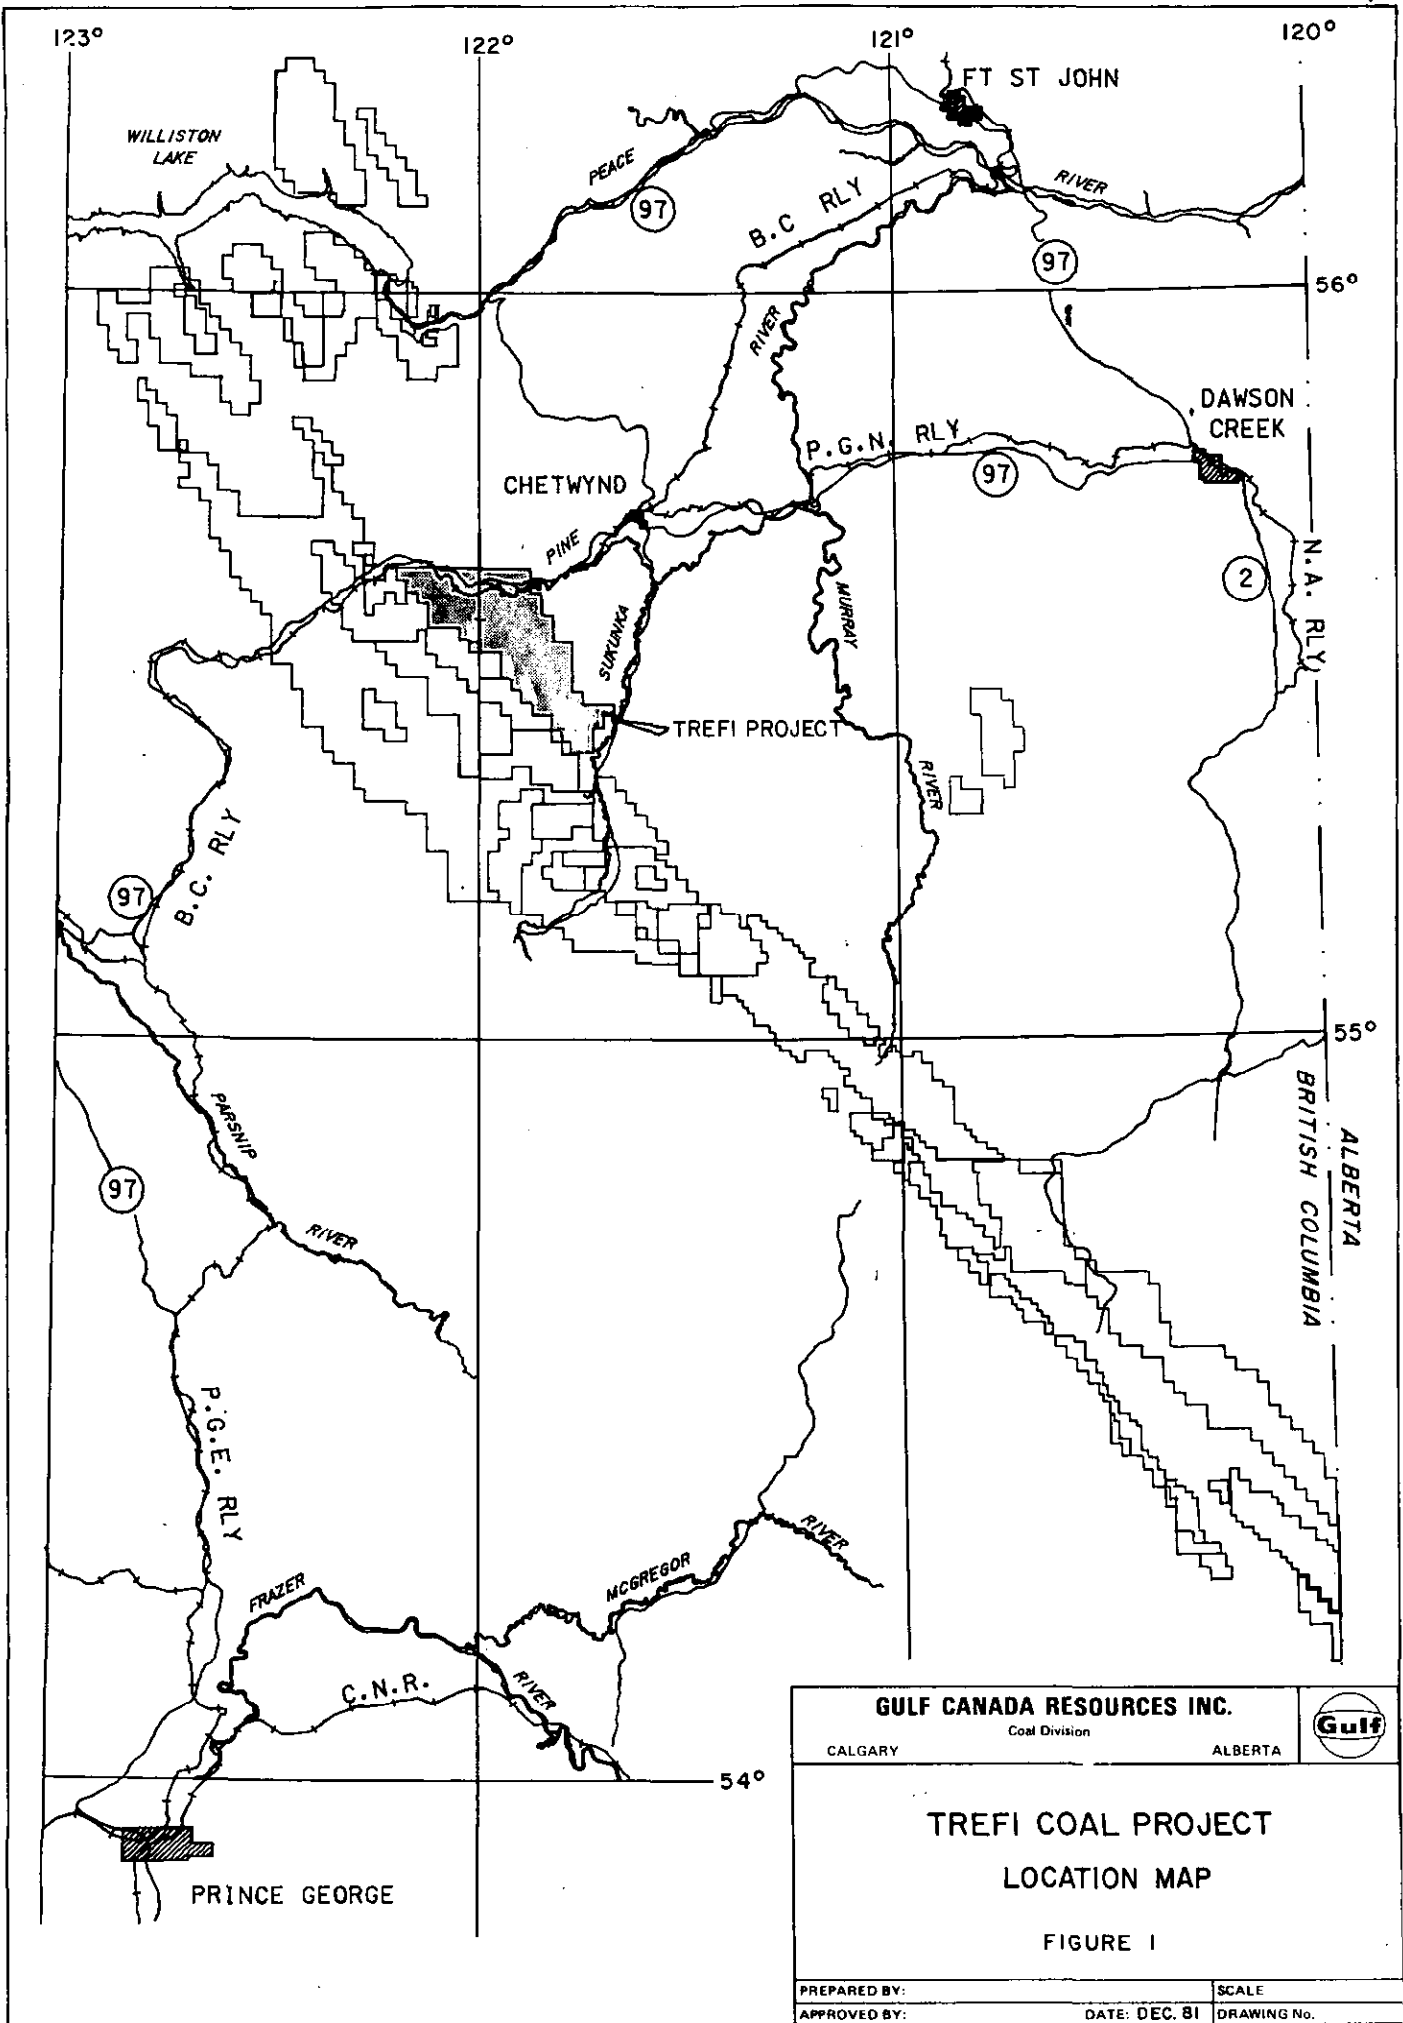 123°
122°
121°
120°
FT ST JOHN
WILLISTON
LAKE
PEACE
97
B.C RLY
RIVER
97
56°
RIVER
DAWSON
CREEK
P.G.N. RLY
97
CHETWYND
PINE
N.A. RLY
2
MURRAY
SUKUNKA
TREFI PROJECT
RIVER
B.C. RLY
97
55°
PARSNIP
RIVER
97
BRITISH COLUMBIA
ALBERTA
P.G.E. RLY
RIVER
MCGREGOR
FRAZER
RIVER
C.N.R.
54°
PRINCE GEORGE
GULF CANADA RESOURCES INC.
Coal Division
CALGARY
ALBERTA
Gulf
TREFI COAL PROJECT
LOCATION MAP
FIGURE 1
PREPARED BY:
SCALE
APPROVED BY:
DATE: DEC. 81
DRAWING No.